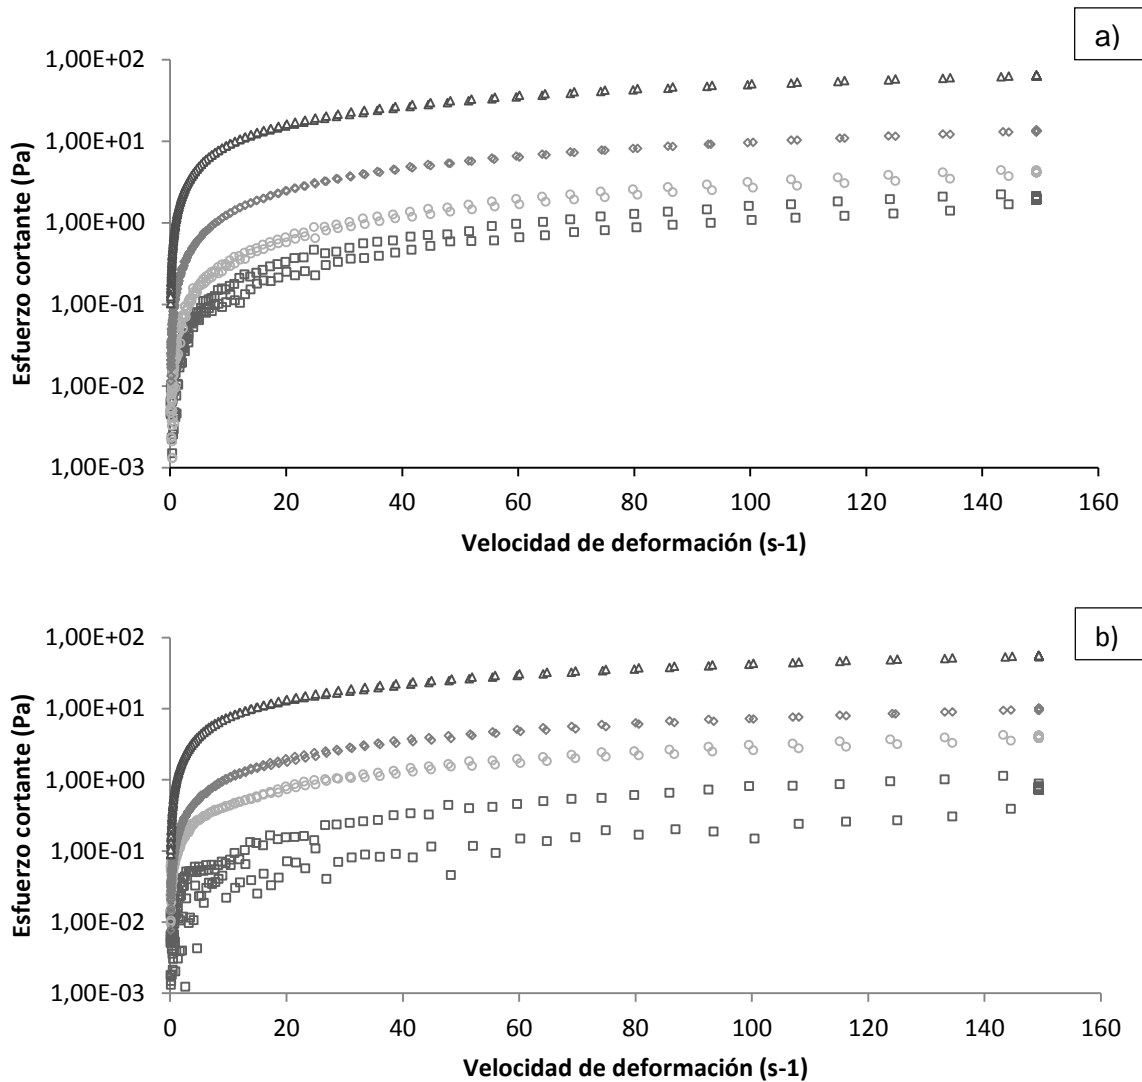 a)
1,00E+02
1,00E+01
1,00E+00
1,00E-01
1,00E-02
1,00E-03
Esfuerzo cortante (Pa)
0 20 40 60 80 100 120 140 160
Velocidad de deformación (s-1)
b)
1,00E+02
1,00E+01
1,00E+00
1,00E-01
1,00E-02
1,00E-03
Esfuerzo cortante (Pa)
0 20 40 60 80 100 120 140 160
Velocidad de deformación (s-1)